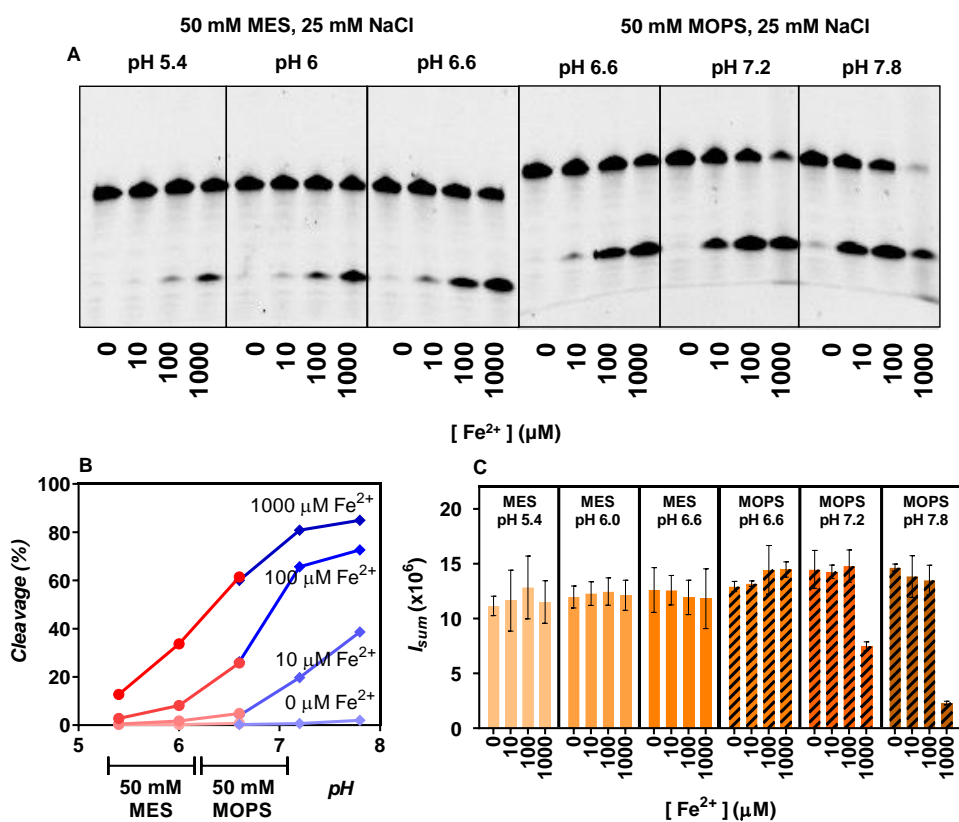 50 mM MES, 25 mM NaCl
50 mM MOPS, 25 mM NaCl
A
pH 5.4
pH 6
pH 6.6
pH 6.6
pH 7.2
pH 7.8
0 10 100 1000 0 10 100 1000 0 10 100 1000 0 10 100 1000 0 10 100 1000 0 10 100 1000
[ Fe²⁺ ] (µM)
B
Cleavage (%)
100
80
60
40
20
0
1000 µM Fe²⁺
100 µM Fe²⁺
10 µM Fe²⁺
0 µM Fe²⁺
5 6 7 8
50 mM
MES
50 mM
MOPS
pH
C
Isum (x10⁶)
20
15
10
5
0
MES
pH 5.4
MES
pH 6.0
MES
pH 6.6
MOPS
pH 6.6
MOPS
pH 7.2
MOPS
pH 7.8
0 10 100 1000 0 10 100 1000 0 10 100 1000 0 10 100 1000 0 10 100 1000 0 10 100 1000
[ Fe²⁺ ] (µM)